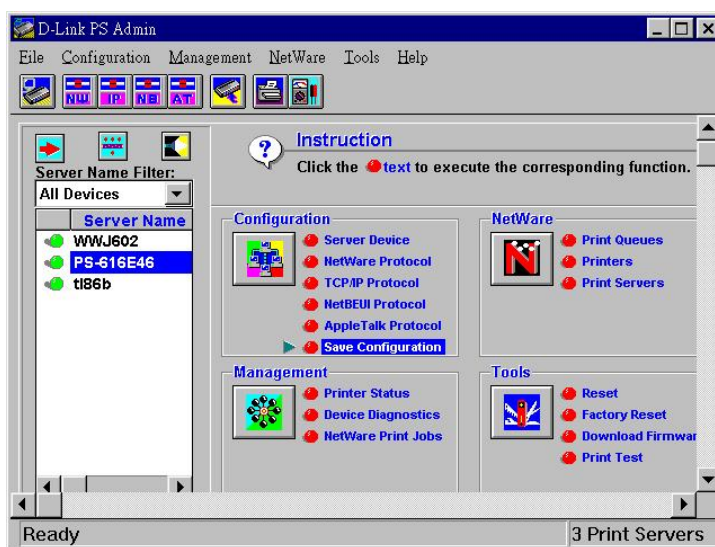 D-Link PS Admin
File Configuration Management NetWare Tools Help
NW IP NB AT
Server Name Filter:
All Devices
Server Name
WWJ602
PS-616E46
tl86b
Instruction
Click the text to execute the corresponding function.
Configuration
Server Device
NetWare Protocol
TCP/IP Protocol
NetBEUI Protocol
AppleTalk Protocol
Save Configuration
NetWare
Print Queues
Printers
Print Servers
Management
Printer Status
Device Diagnostics
NetWare Print Jobs
Tools
Reset
Factory Reset
Download Firmwar
Print Test
Ready
3 Print Servers